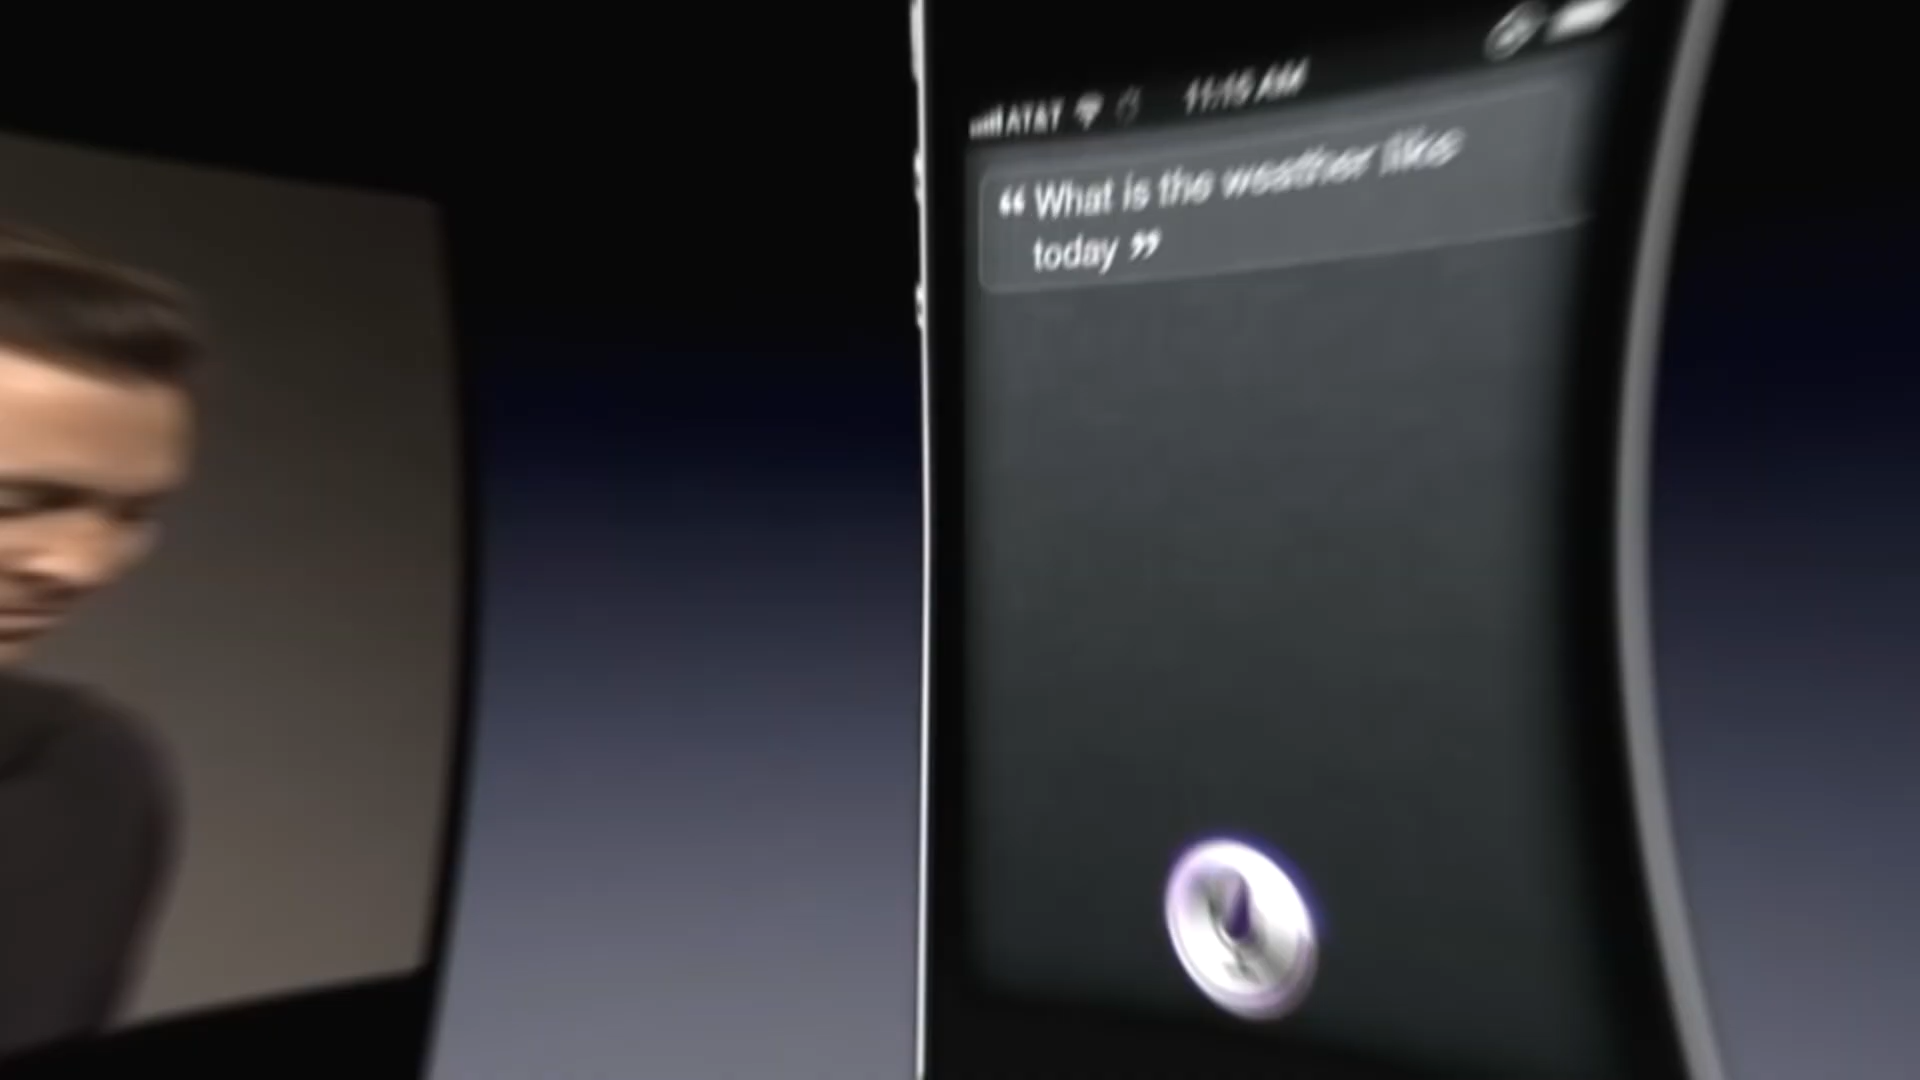 AT&T 11:15 AM
“ What is the weather like
today ”